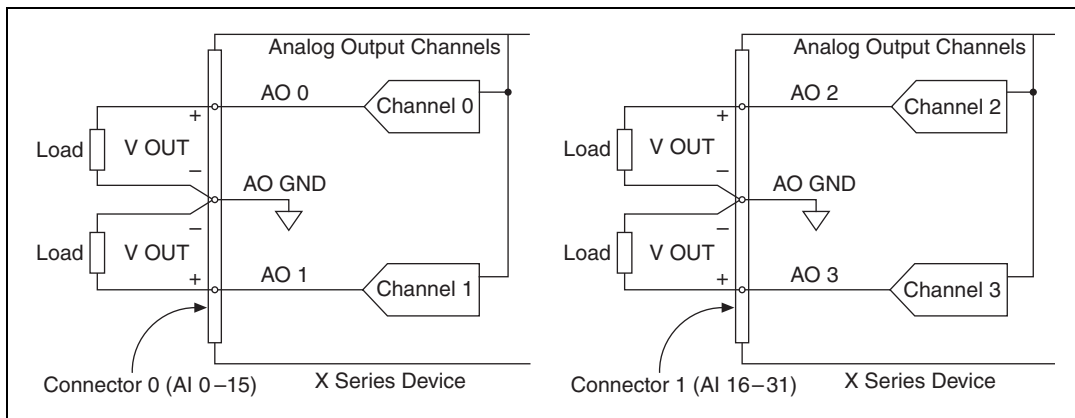 Analog Output Channels
AO 0
Channel 0
+
Load
V OUT
–
AO GND
–
Load
V OUT
+
AO 1
Channel 1
Connector 0 (AI 0–15)
X Series Device
Analog Output Channels
AO 2
Channel 2
+
Load
V OUT
–
AO GND
–
Load
V OUT
+
AO 3
Channel 3
Connector 1 (AI 16–31)
X Series Device